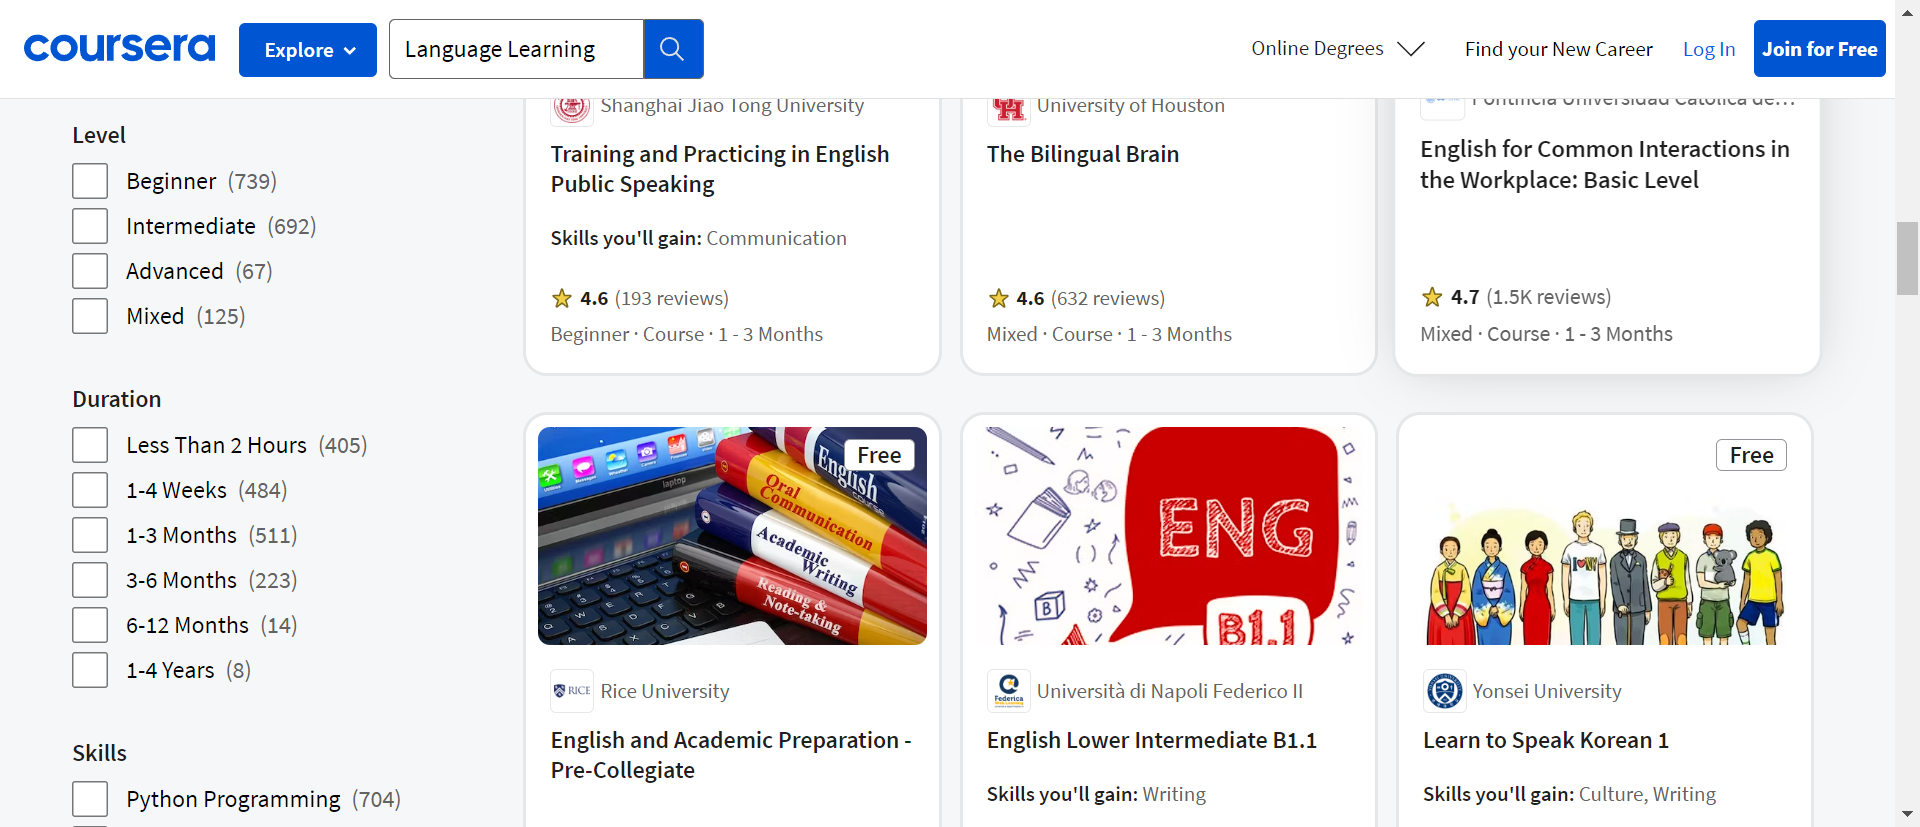 coursera
Explore
Language Learning
Online Degrees
Find your New Career
Log In
Join for Free
Level
Beginner (739)
Intermediate (692)
Advanced (67)
Mixed (125)
Duration
Less Than 2 Hours (405)
1-4 Weeks (484)
1-3 Months (511)
3-6 Months (223)
6-12 Months (14)
1-4 Years (8)
Skills
Python Programming (704)
Shanghai Jiao Tong University
Training and Practicing in English
Public Speaking
Skills you'll gain: Communication
4.6 (193 reviews)
Beginner · Course · 1 - 3 Months
University of Houston
The Bilingual Brain
4.6 (632 reviews)
Mixed · Course · 1 - 3 Months
Pontificia Universidad Católica de...
English for Common Interactions in
the Workplace: Basic Level
4.7 (1.5K reviews)
Mixed · Course · 1 - 3 Months
Free
laptop
English
course
Oral
Communication
Academic
Writing
Reading &
Note-taking
RICE
Rice University
English and Academic Preparation -
Pre-Collegiate
ENG
B1.1
Federica
Università di Napoli Federico II
English Lower Intermediate B1.1
Skills you'll gain: Writing
Free
Yonsei University
Learn to Speak Korean 1
Skills you'll gain: Culture, Writing